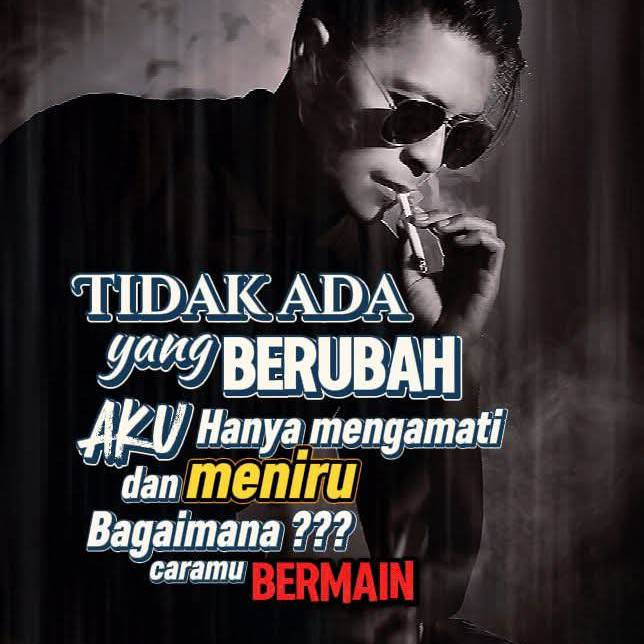 TIDAK ADA
yang BERUBAH
AKU Hanya mengamati
dan meniru
Bagaimana ???
caramu BERMAIN